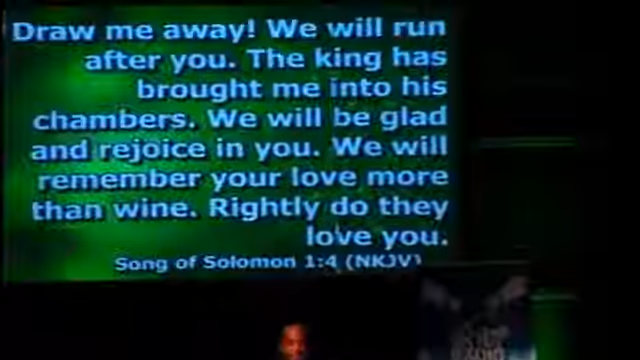 Draw me away! We will run
after you. The king has
brought me into his
chambers. We will be glad
and rejoice in you. We will
remember your love more
than wine. Rightly do they
love you.
Song of Solomon 1:4 (NKJV)